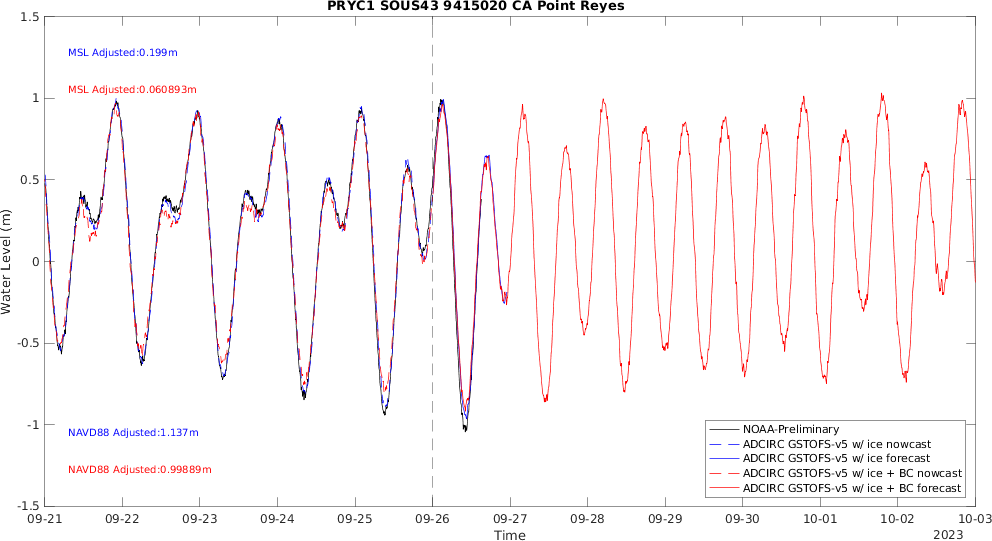 PRYC1 SOUS43 9415020 CA Point Reyes
1.5
MSL Adjusted:0.199m
MSL Adjusted:0.060893m
1
0.5
0
-0.5
-1
-1.5
Water Level (m)
NAVD88 Adjusted:1.137m
NAVD88 Adjusted:0.99889m
NOAA-Preliminary
ADCIRC GSTOFS-v5 w/ ice nowcast
ADCIRC GSTOFS-v5 w/ ice forecast
ADCIRC GSTOFS-v5 w/ ice + BC nowcast
ADCIRC GSTOFS-v5 w/ ice + BC forecast
09-21 09-22 09-23 09-24 09-25 09-26 09-27 09-28 09-29 09-30 10-01 10-02 10-03
Time
2023